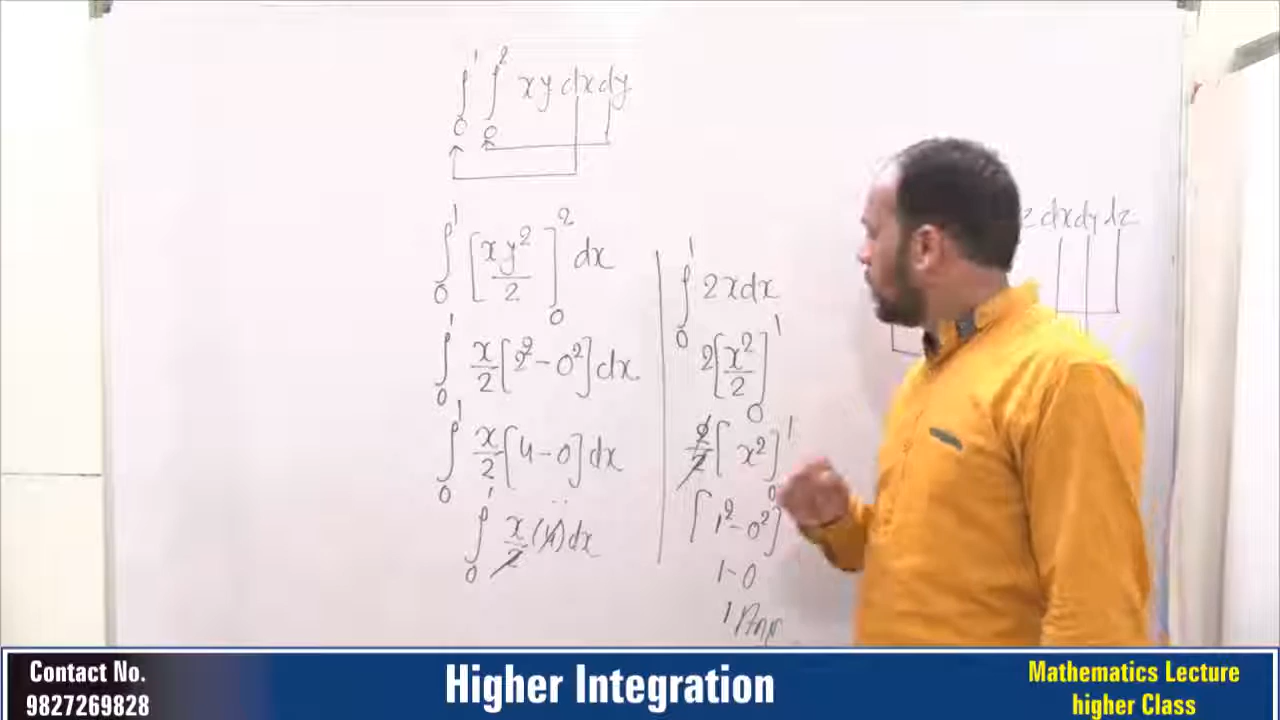 ∫₀¹ ∫₀² xy dx dy
∫₀¹ [xy²/2]₀² dx
∫₀¹ x/2 [2² - 0²] dx
∫₀¹ x/2 [4 - 0] dx
∫₀¹ x/2 (4) dx
∫₀¹ 2x dx
2[x²/2]₀¹
2/2 [x²]₀¹
[1² - 0²]
1 - 0
1 Ans
z dx dy dz
Contact No.
9827269828
Higher Integration
Mathematics Lecture
higher Class